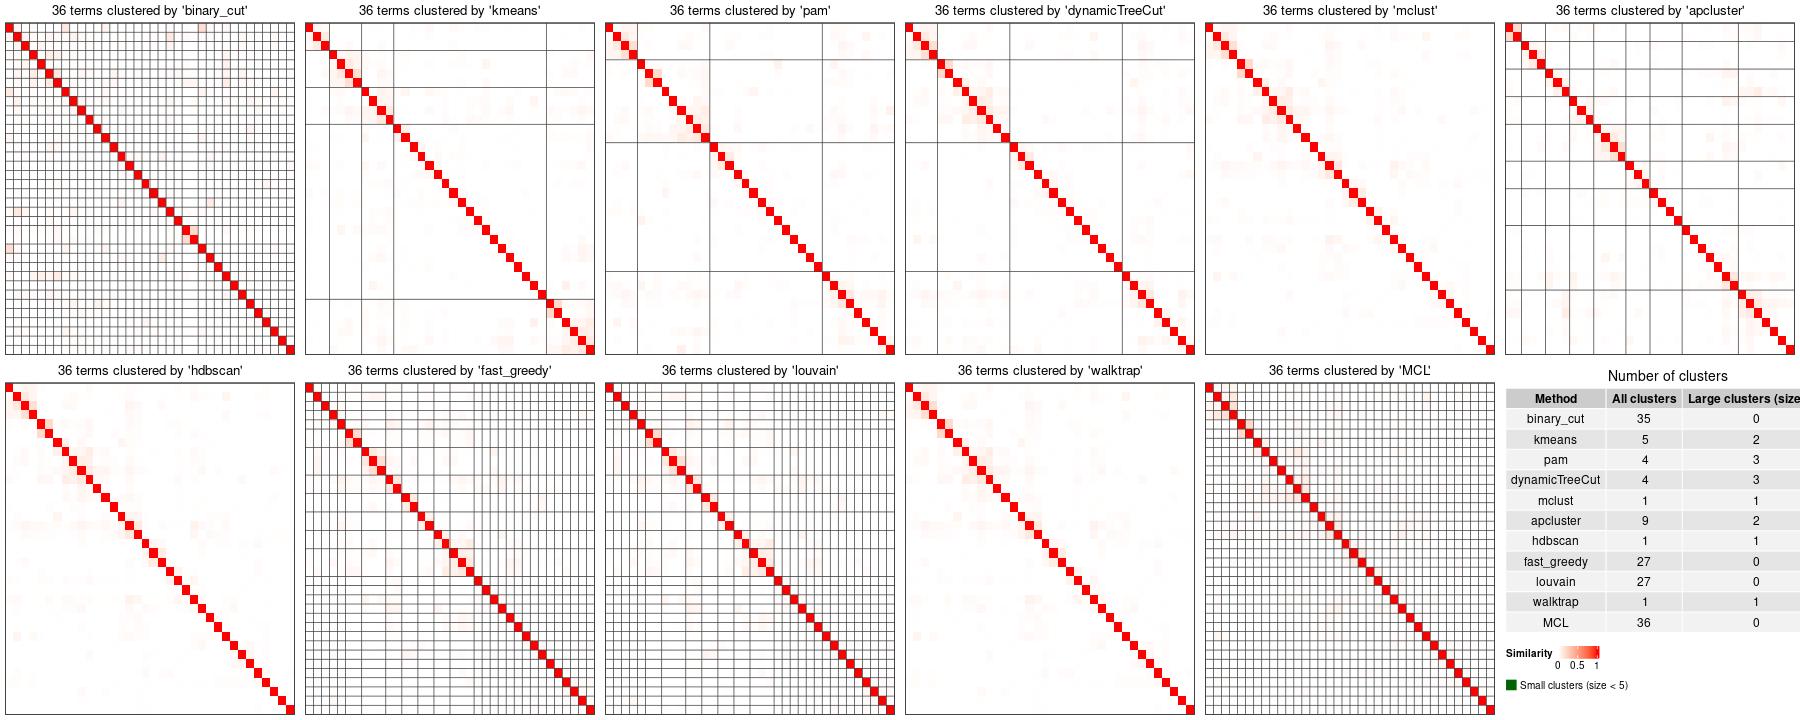 36 terms clustered by 'binary_cut'
36 terms clustered by 'kmeans'
36 terms clustered by 'pam'
36 terms clustered by 'dynamicTreeCut'
36 terms clustered by 'mclust'
36 terms clustered by 'apcluster'
36 terms clustered by 'hdbscan'
36 terms clustered by 'fast_greedy'
36 terms clustered by 'louvain'
36 terms clustered by 'walktrap'
36 terms clustered by 'MCL'
Number of clusters
Method All clusters Large clusters (size
binary_cut 35 0
kmeans 5 2
pam 4 3
dynamicTreeCut 4 3
mclust 1 1
apcluster 9 2
hdbscan 1 1
fast_greedy 27 0
louvain 27 0
walktrap 1 1
MCL 36 0
Similarity
0 0.5 1
Small clusters (size < 5)